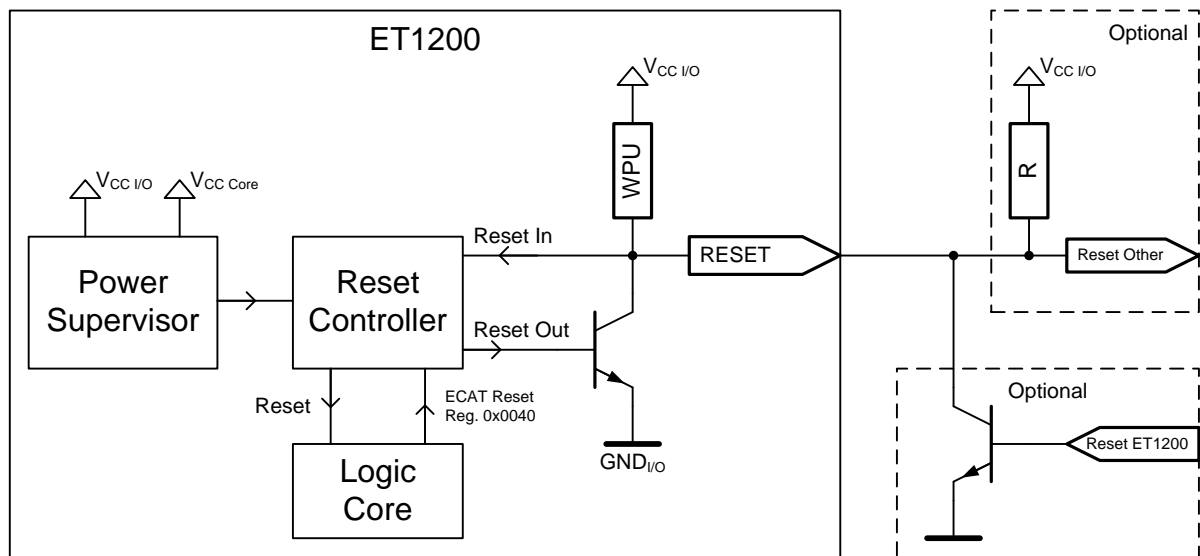 ET1200
Optional
VCC I/O
VCC I/O
WPU
R
VCC I/O
VCC Core
Reset In
RESET
Reset Other
Power
Supervisor
Reset
Controller
Reset Out
Optional
Reset
ECAT Reset
Reg. 0x0040
Reset ET1200
GNDI/O
Logic
Core